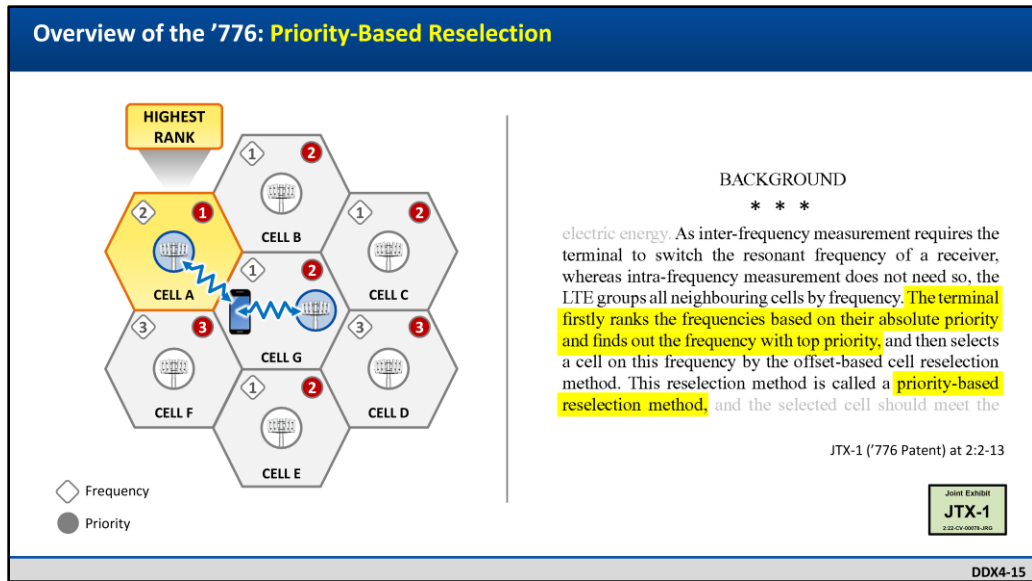 Overview of the ’776: Priority-Based Reselection
HIGHEST
RANK
1
2
CELL B
2
1
CELL A
1
2
CELL C
1
2
CELL G
3
3
CELL F
3
3
CELL D
1
2
CELL E
Frequency
Priority
BACKGROUND
* * *
electric energy. As inter-frequency measurement requires the
terminal to switch the resonant frequency of a receiver,
whereas intra-frequency measurement does not need so, the
LTE groups all neighbouring cells by frequency. The terminal
firstly ranks the frequencies based on their absolute priority
and finds out the frequency with top priority, and then selects
a cell on this frequency by the offset-based cell reselection
method. This reselection method is called a priority-based
reselection method, and the selected cell should meet the
JTX-1 (’776 Patent) at 2:2-13
Joint Exhibit
JTX-1
2:22-CV-00078-JRG
DDX4-15